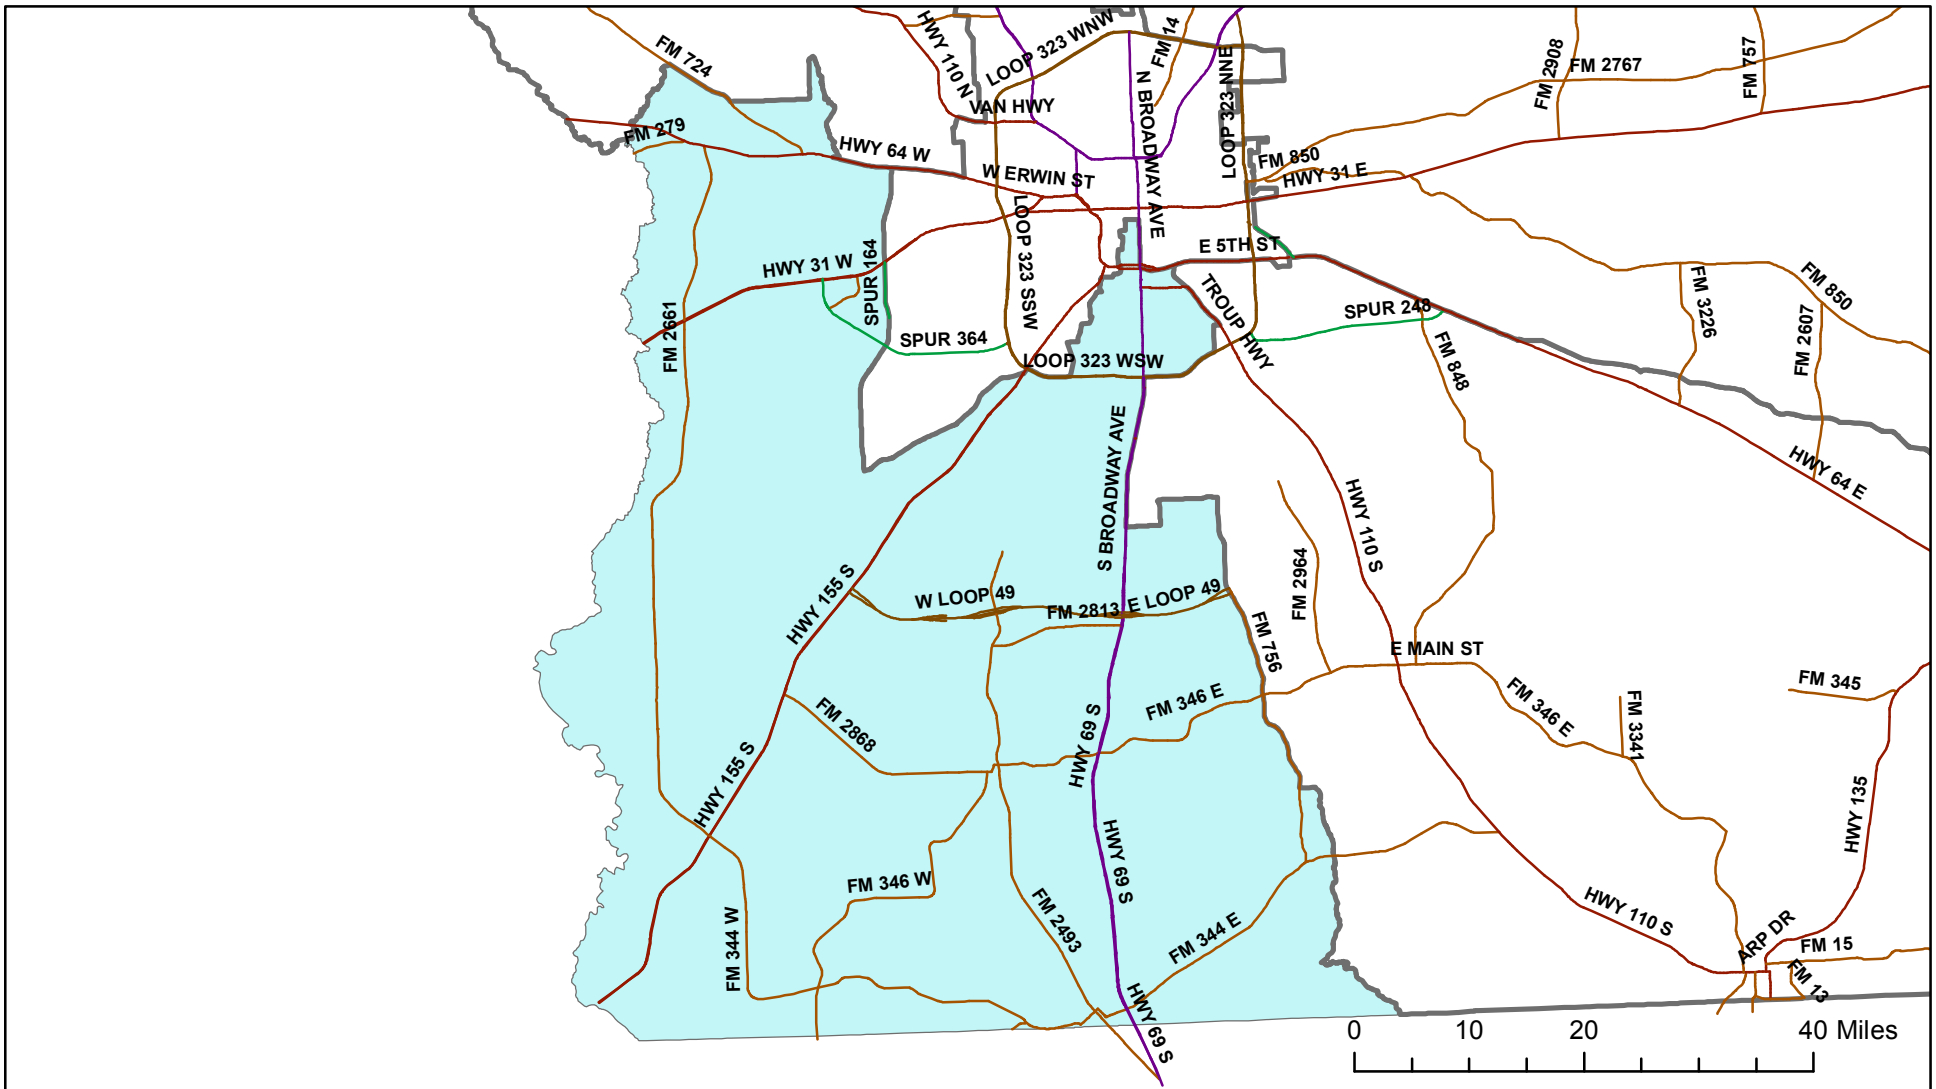 FM 724
HWY 110 N
LOOP 323 WNW
FM 14
N BROADWAY AVE
LOOP 323 NNE
FM 2908
FM 2767
FM 757
VAN HWY
FM 279
HWY 64 W
W ERWIN ST
FM 850
HWY 31 E
LOOP 323 SSW
E 5TH ST
HWY 31 W
SPUR 164
FM 2661
SPUR 364
LOOP 323 WSW
TROUP HWY
SPUR 248
FM 848
FM 3226
FM 850
FM 2607
S BROADWAY AVE
HWY 64 E
HWY 110 S
FM 2964
HWY 155 S
W LOOP 49
FM 2813
E LOOP 49
FM 756
E MAIN ST
FM 346 E
FM 346 E
FM 3341
FM 345
FM 2868
HWY 69 S
HWY 155 S
HWY 69 S
HWY 135
FM 346 W
FM 2493
FM 344 W
FM 344 E
HWY 110 S
ARP DR
FM 15
FM 13
HWY 69 S
0 10 20 40 Miles